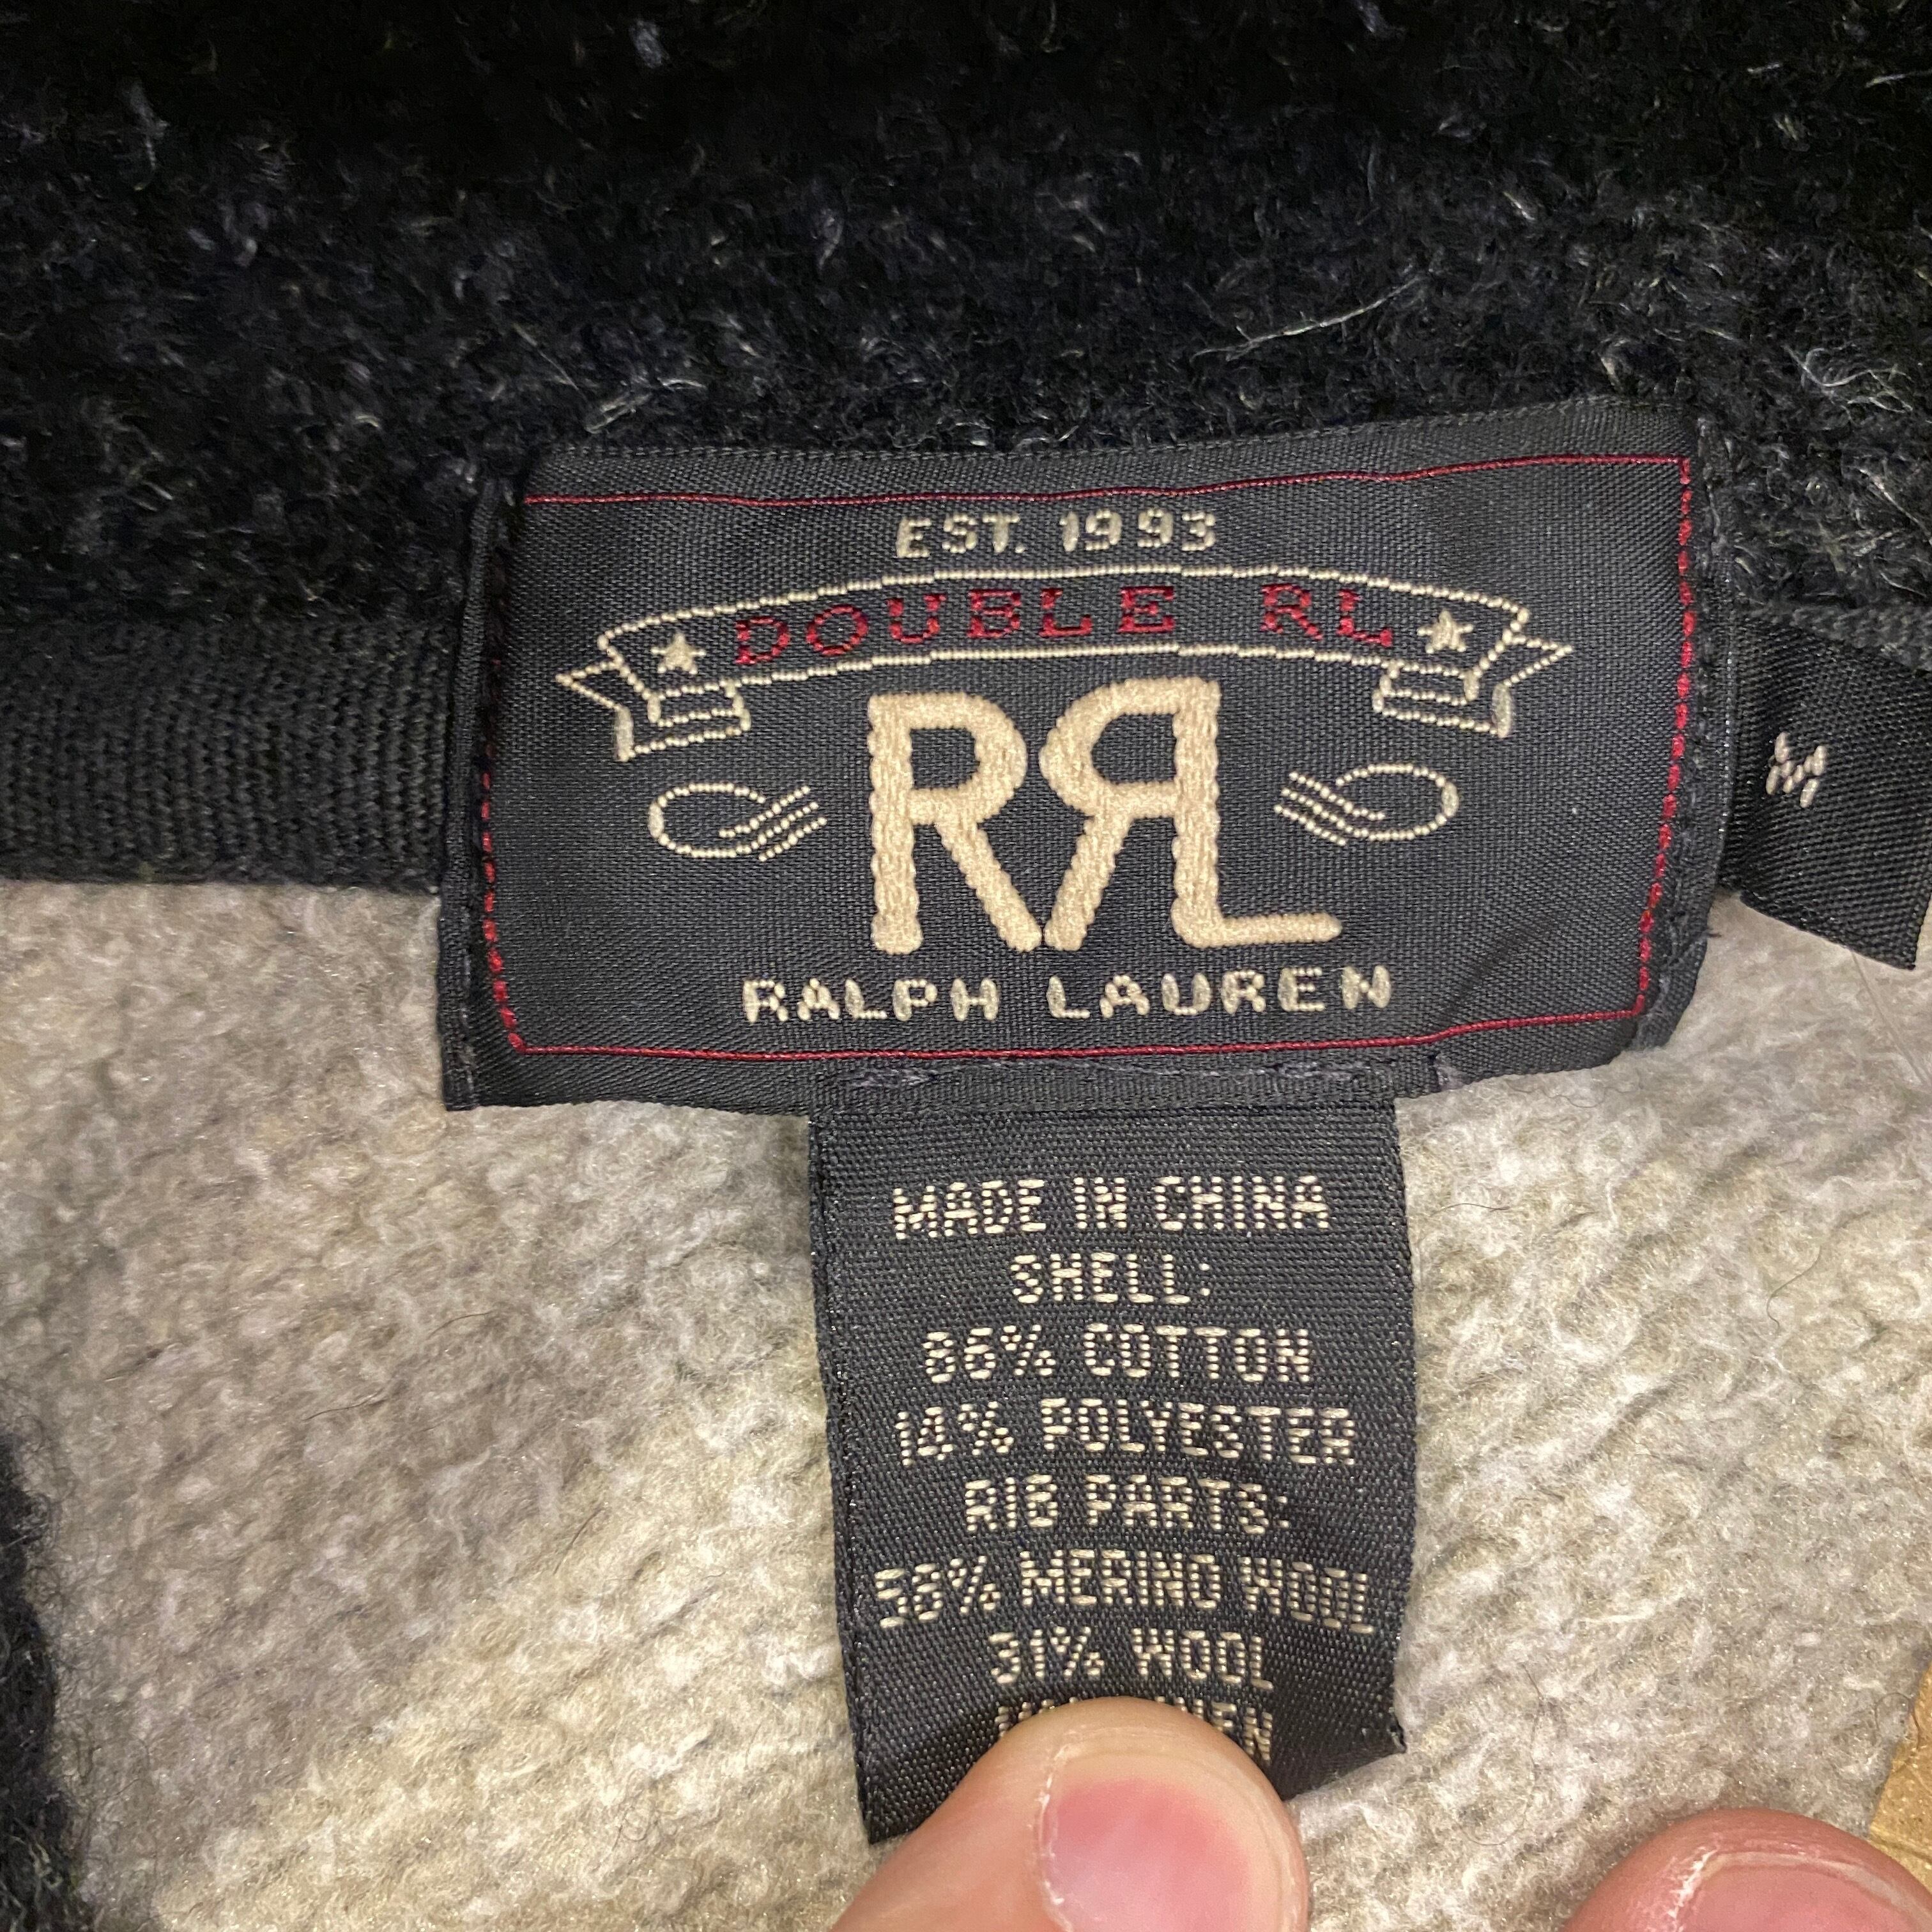 EST. 1993
DOUBLE RL
RRL
RALPH LAUREN
M
MADE IN CHINA
SHELL:
86% COTTON
14% POLYESTER
RIB PARTS:
58% MERINO WOOL
31% WOOL